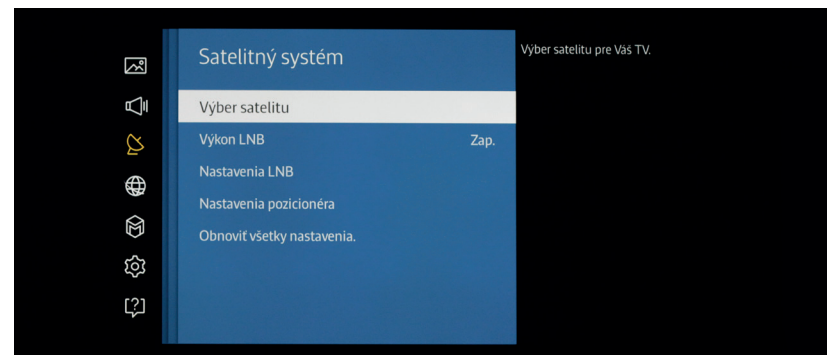 Satelitný systém
Výber satelitu pre Váš TV.
Výber satelitu
Výkon LNB Zap.
Nastavenia LNB
Nastavenia pozicionéra
Obnoviť všetky nastavenia.
[?]